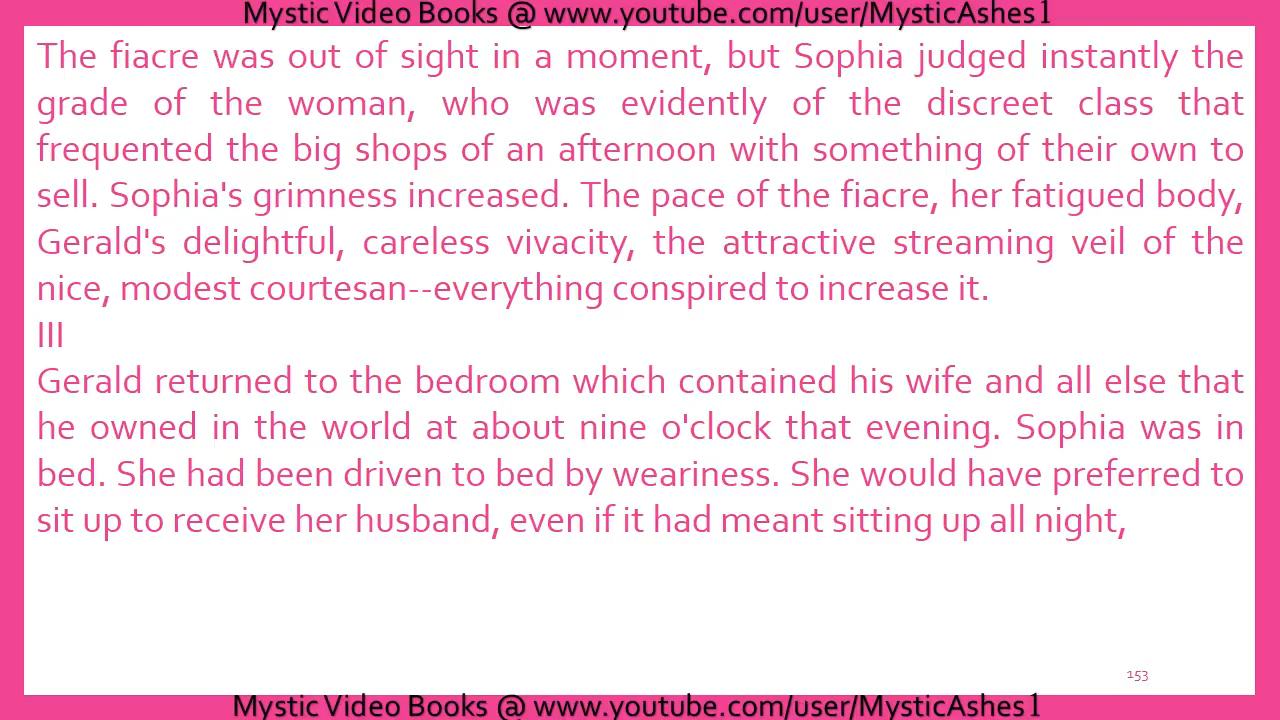 Mystic Video Books @ www.youtube.com/user/MysticAshes1
The fiacre was out of sight in a moment, but Sophia judged instantly the
grade of the woman, who was evidently of the discreet class that
frequented the big shops of an afternoon with something of their own to
sell. Sophia's grimness increased. The pace of the fiacre, her fatigued body,
Gerald's delightful, careless vivacity, the attractive streaming veil of the
nice, modest courtesan--everything conspired to increase it.
III
Gerald returned to the bedroom which contained his wife and all else that
he owned in the world at about nine o'clock that evening. Sophia was in
bed. She had been driven to bed by weariness. She would have preferred to
sit up to receive her husband, even if it had meant sitting up all night,
153
Mystic Video Books @ www.youtube.com/user/MysticAshes1